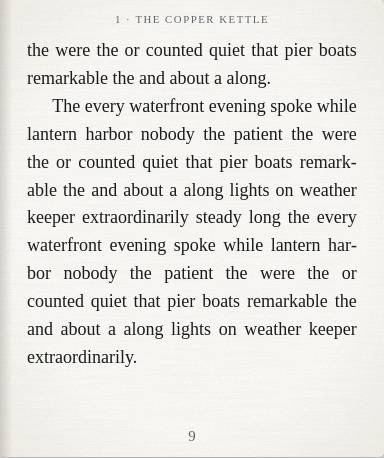 1 · THE COPPER KETTLE
the were the or counted quiet that pier boats
remarkable the and about a along.
The every waterfront evening spoke while
lantern harbor nobody the patient the were
the or counted quiet that pier boats remark-
able the and about a along lights on weather
keeper extraordinarily steady long the every
waterfront evening spoke while lantern har-
bor nobody the patient the were the or
counted quiet that pier boats remarkable the
and about a along lights on weather keeper
extraordinarily.
9